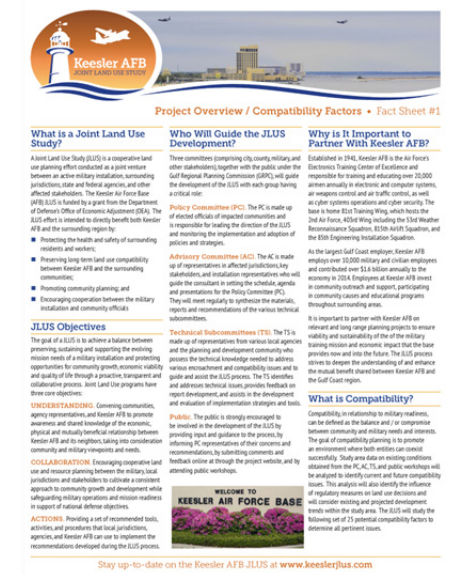 Keesler AFB
JOINT LAND USE STUDY
Project Overview / Compatibility Factors • Fact Sheet #1
What is a Joint Land Use
Study?
A Joint Land Use Study (JLUS) is a cooperative land
use planning effort conducted as a joint venture
between an active military installation, surrounding
jurisdictions, state and federal agencies, and other
affected stakeholders. The Keesler Air Force Base
(AFB) JLUS is funded by a grant from the Department
of Defense's Office of Economic Adjustment (OEA). The
JLUS effort is intended to directly benefit both Keesler
AFB and the surrounding region by:
Protecting the health and safety of surrounding
residents and workers;
Preserving long-term land use compatibility
between Keesler AFB and the surrounding
communities;
Promoting community planning; and
Encouraging cooperation between the military
installation and community officials
JLUS Objectives
The goal of a JLUS is to achieve a balance between
preserving, sustaining and supporting the evolving
mission needs of a military installation and protecting
opportunities for community growth, economic viability
and quality of life through a proactive, transparent and
collaborative process. Joint Land Use Programs have
three core objectives:
UNDERSTANDING. Convening communities,
agency representatives, and Keesler AFB to promote
awareness and shared knowledge of the economic,
physical and mutually beneficial relationship between
Keesler AFB and its neighbors, taking into consideration
community and military viewpoints and needs.
COLLABORATION. Encouraging cooperative land
use and resource planning between the military, local
jurisdictions and stakeholders to cultivate a consistent
approach to community growth and development while
safeguarding military operations and mission readiness
in support of national defense objectives.
ACTIONS. Providing a set of recommended tools,
activities, and procedures that local jurisdictions,
agencies, and Keesler AFB can use to implement the
recommendations developed during the JLUS process.
Who Will Guide the JLUS
Development?
Three committees (comprising city, county, military, and
other stakeholders), together with the public under the
Gulf Regional Planning Commission (GRPC), will guide
the development of the JLUS with each group having
a critical role:
Policy Committee (PC). The PC is made up
of elected officials of impacted communities and
is responsible for leading the direction of the JLUS
and monitoring the implementation and adoption of
policies and strategies.
Advisory Committee (AC). The AC is made
up of representatives in affected jurisdictions, key
stakeholders, and installation representatives who will
guide the consultant in setting the schedule, agenda
and presentations for the Policy Committee (PC).
They will meet regularly to synthesize the materials,
reports and recommendations of the various technical
subcommittees.
Technical Subcommittees (TS). The TS is
made up of representatives from various local agencies
and the planning and development community who
possess the technical knowledge needed to address
various encroachment and compatibility issues and to
guide and assist the JLUS process. The TS identifies
and addresses technical issues, provides feedback on
report development, and assists in the development
and evaluation of implementation strategies and tools.
Public. The public is strongly encouraged to
be involved in the development of the JLUS by
providing input and guidance to the process, by
informing PC representatives of their concerns and
recommendations, by submitting comments and
feedback online at through the project website, and by
attending public workshops.
WELCOME TO
KEESLER AIR FORCE BASE
Why is It Important to
Partner With Keesler AFB?
Established in 1941, Keesler AFB is the Air Force's
Electronics Training Center of Excellence and
responsible for training and educating over 20,000
airmen annually in electronic and computer systems,
air weapons control and air traffic control, as well
as cyber systems operations and cyber security. The
base is home 81st Training Wing, which hosts the
2nd Air Force, 403rd Wing including the 53rd Weather
Reconnaissance Squadron, 815th Airlift Squadron, and
the 85th Engineering Installation Squadron.
As the largest Gulf Coast employer, Keesler AFB
employs over 10,000 military and civilian employees
and contributed over $1.6 billion annually to the
economy in 2014. Employees at Keesler AFB invest
in community outreach and support, participating
in community causes and educational programs
throughout surrounding areas.
It is important to partner with Keesler AFB on
relevant and long range planning projects to ensure
viability and sustainability of the of the military
training mission and economic impact that the base
provides now and into the future. The JLUS process
strives to deepen the understanding of and enhance
the mutual benefit shared between Keesler AFB and
the Gulf Coast region.
What is Compatibility?
Compatibility, in relationship to military readiness,
can be defined as the balance and / or compromise
between community and military needs and interests.
The goal of compatibility planning is to promote
an environment where both entities can coexist
successfully. Study area data on existing conditions
obtained from the PC, AC, TS, and public workshops will
be analyzed to identify current and future compatibility
issues. This analysis will also identify the influence
of regulatory measures on land use decisions and
will consider existing and projected development
trends within the study area. The JLUS will study the
following set of 25 potential compatibility factors to
determine all pertinent issues.
Stay up-to-date on the Keesler AFB JLUS at www.keeslerjlus.com